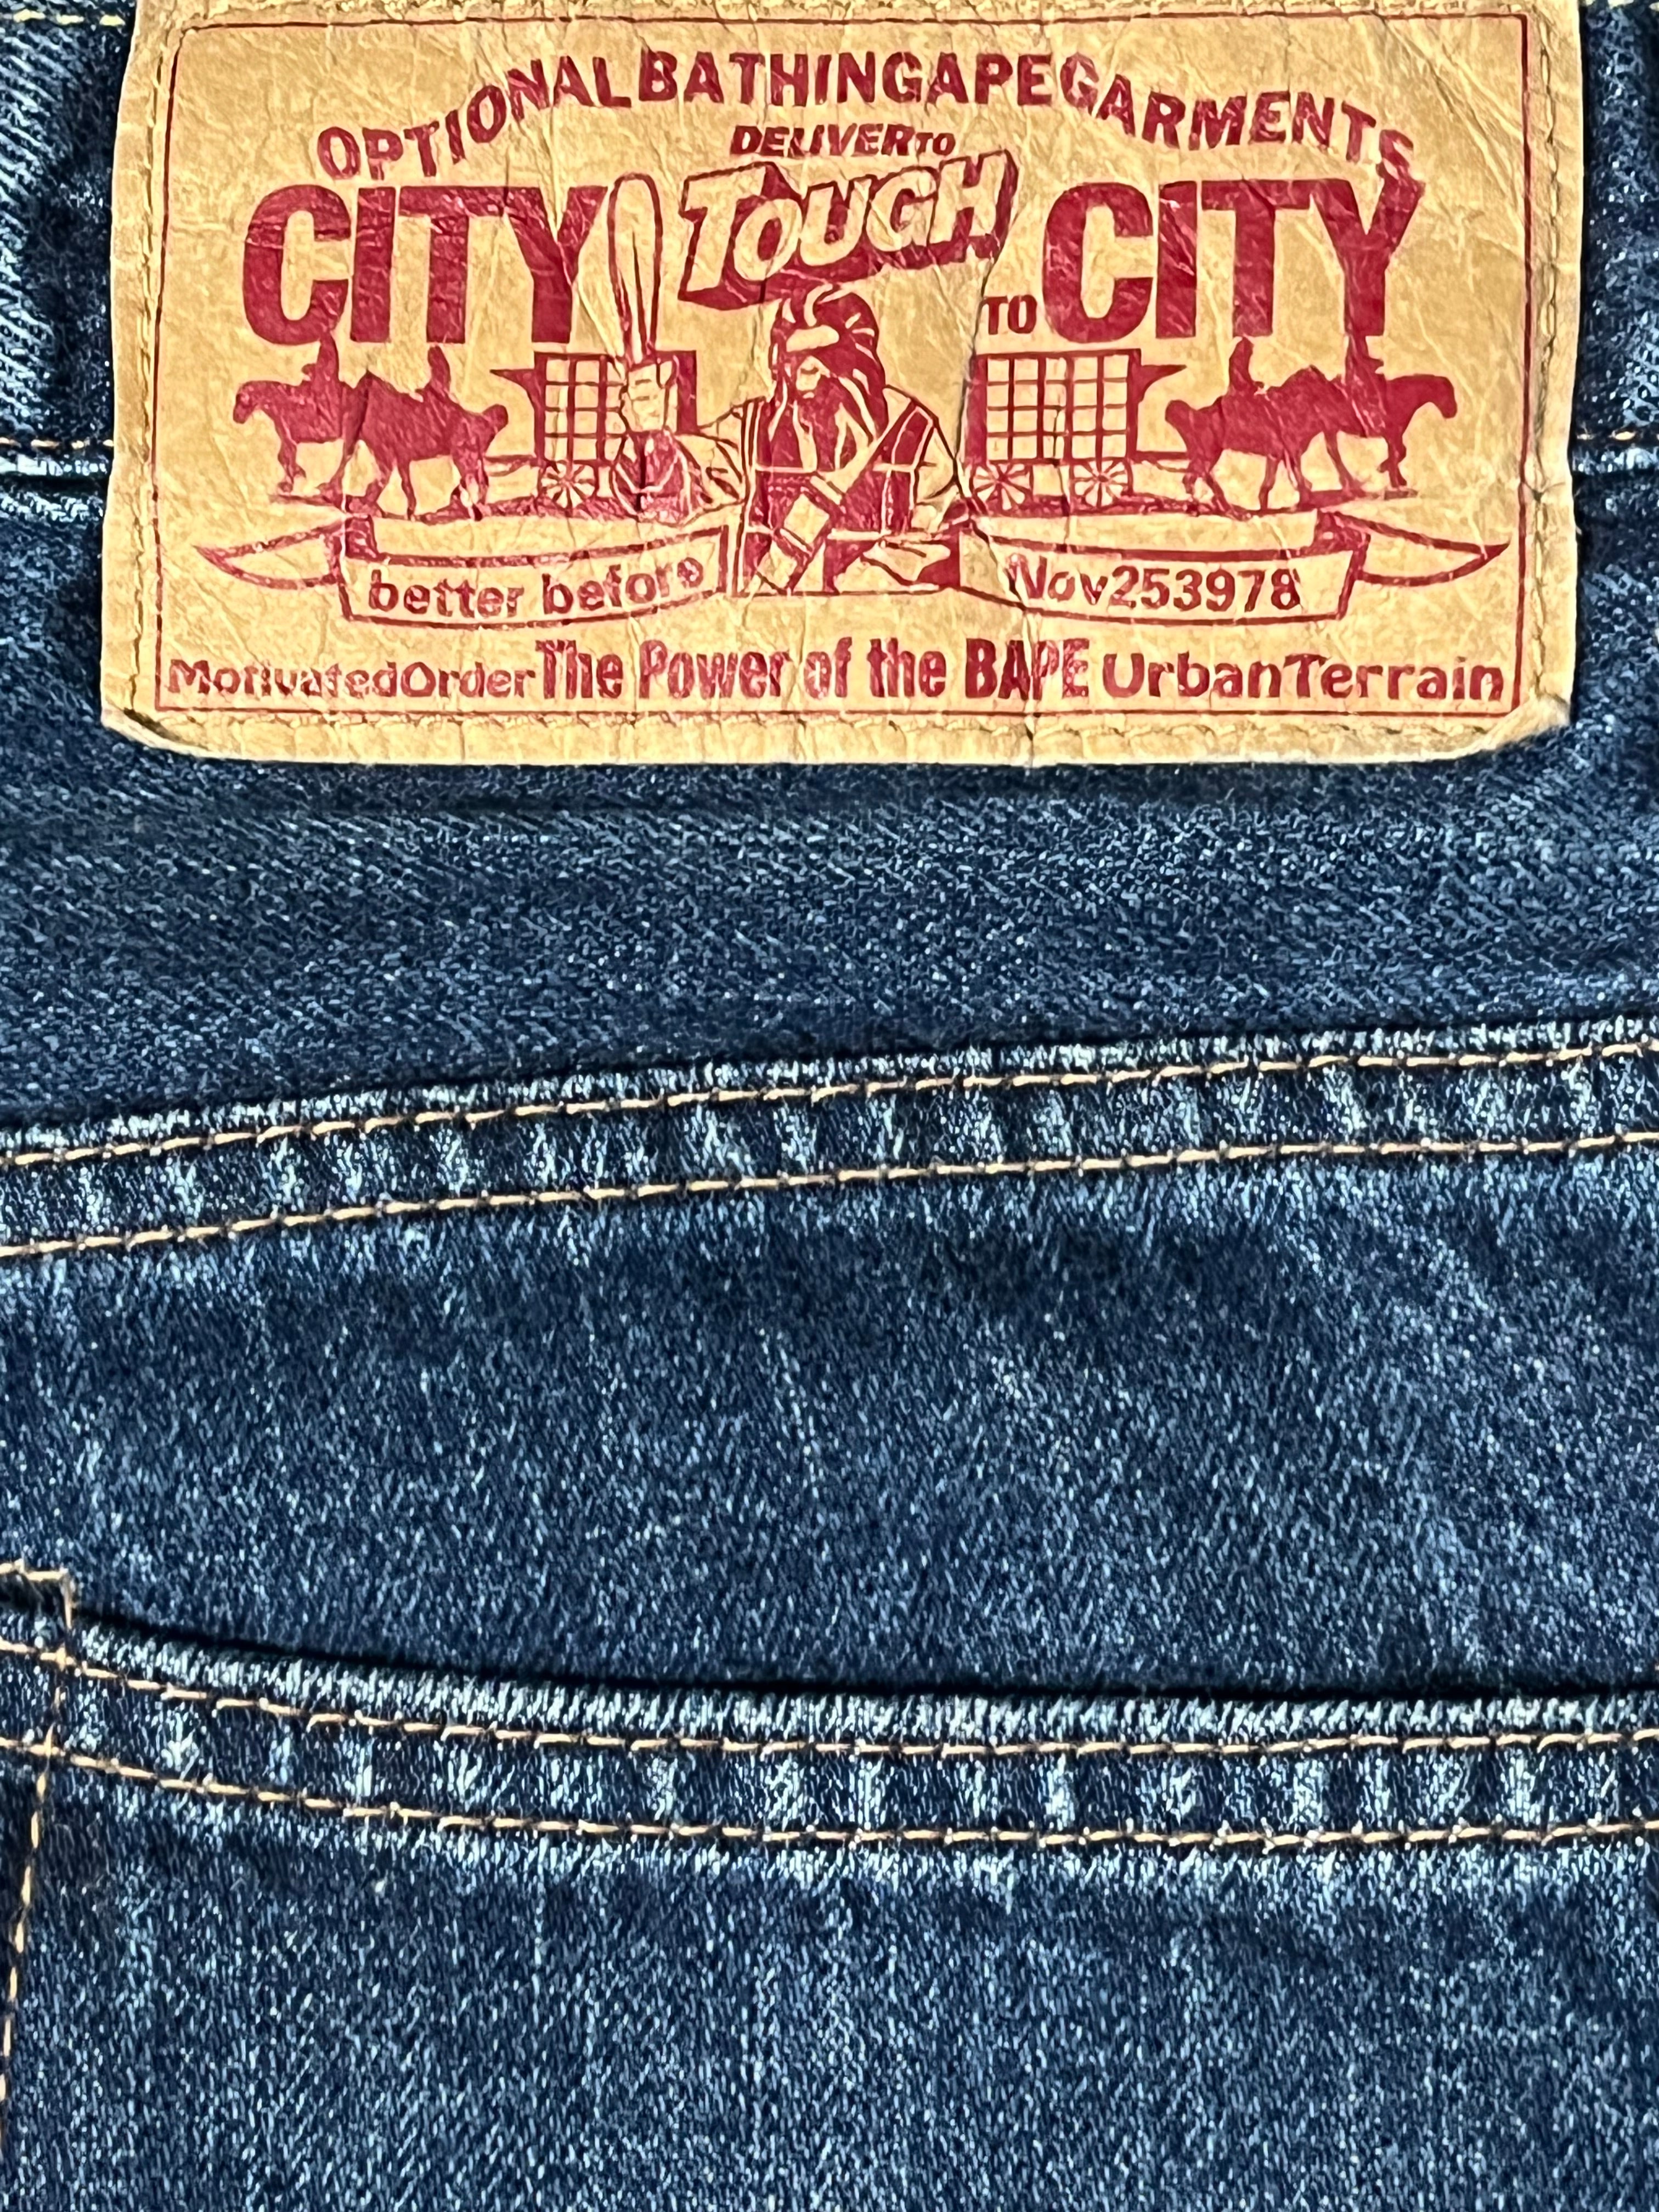 OPTIONALBATHINGAPEGARMENTS
DELIVERTO
CITY TOUGH TO CITY
better before Nov253978
MotivatedOrder The Power of the BAPE UrbanTerrain